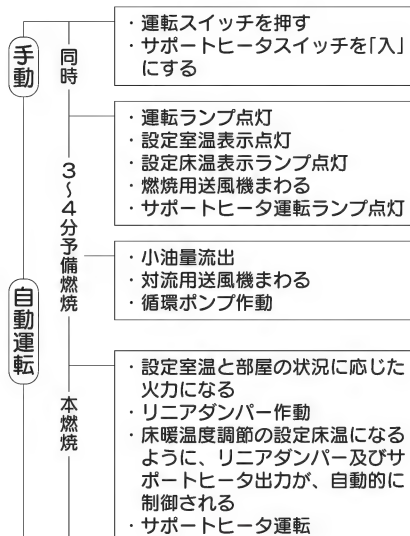 手動
同時
・運転スイッチを押す
・サポートヒータスイッチを｢入｣
にする
・運転ランプ点灯
・設定室温表示点灯
・設定床温表示ランプ点灯
・燃焼用送風機まわる
・サポートヒータ運転ランプ点灯
3〜4分予備燃焼
・小油量流出
・対流用送風機まわる
・循環ポンプ作動
自動運転
本燃焼
・設定室温と部屋の状況に応じた
火力になる
・リニアダンパー作動
・床暖温度調節の設定床温になる
ように、リニアダンパー及びサ
ポートヒータ出力が、自動的に
制御される
・サポートヒータ運転